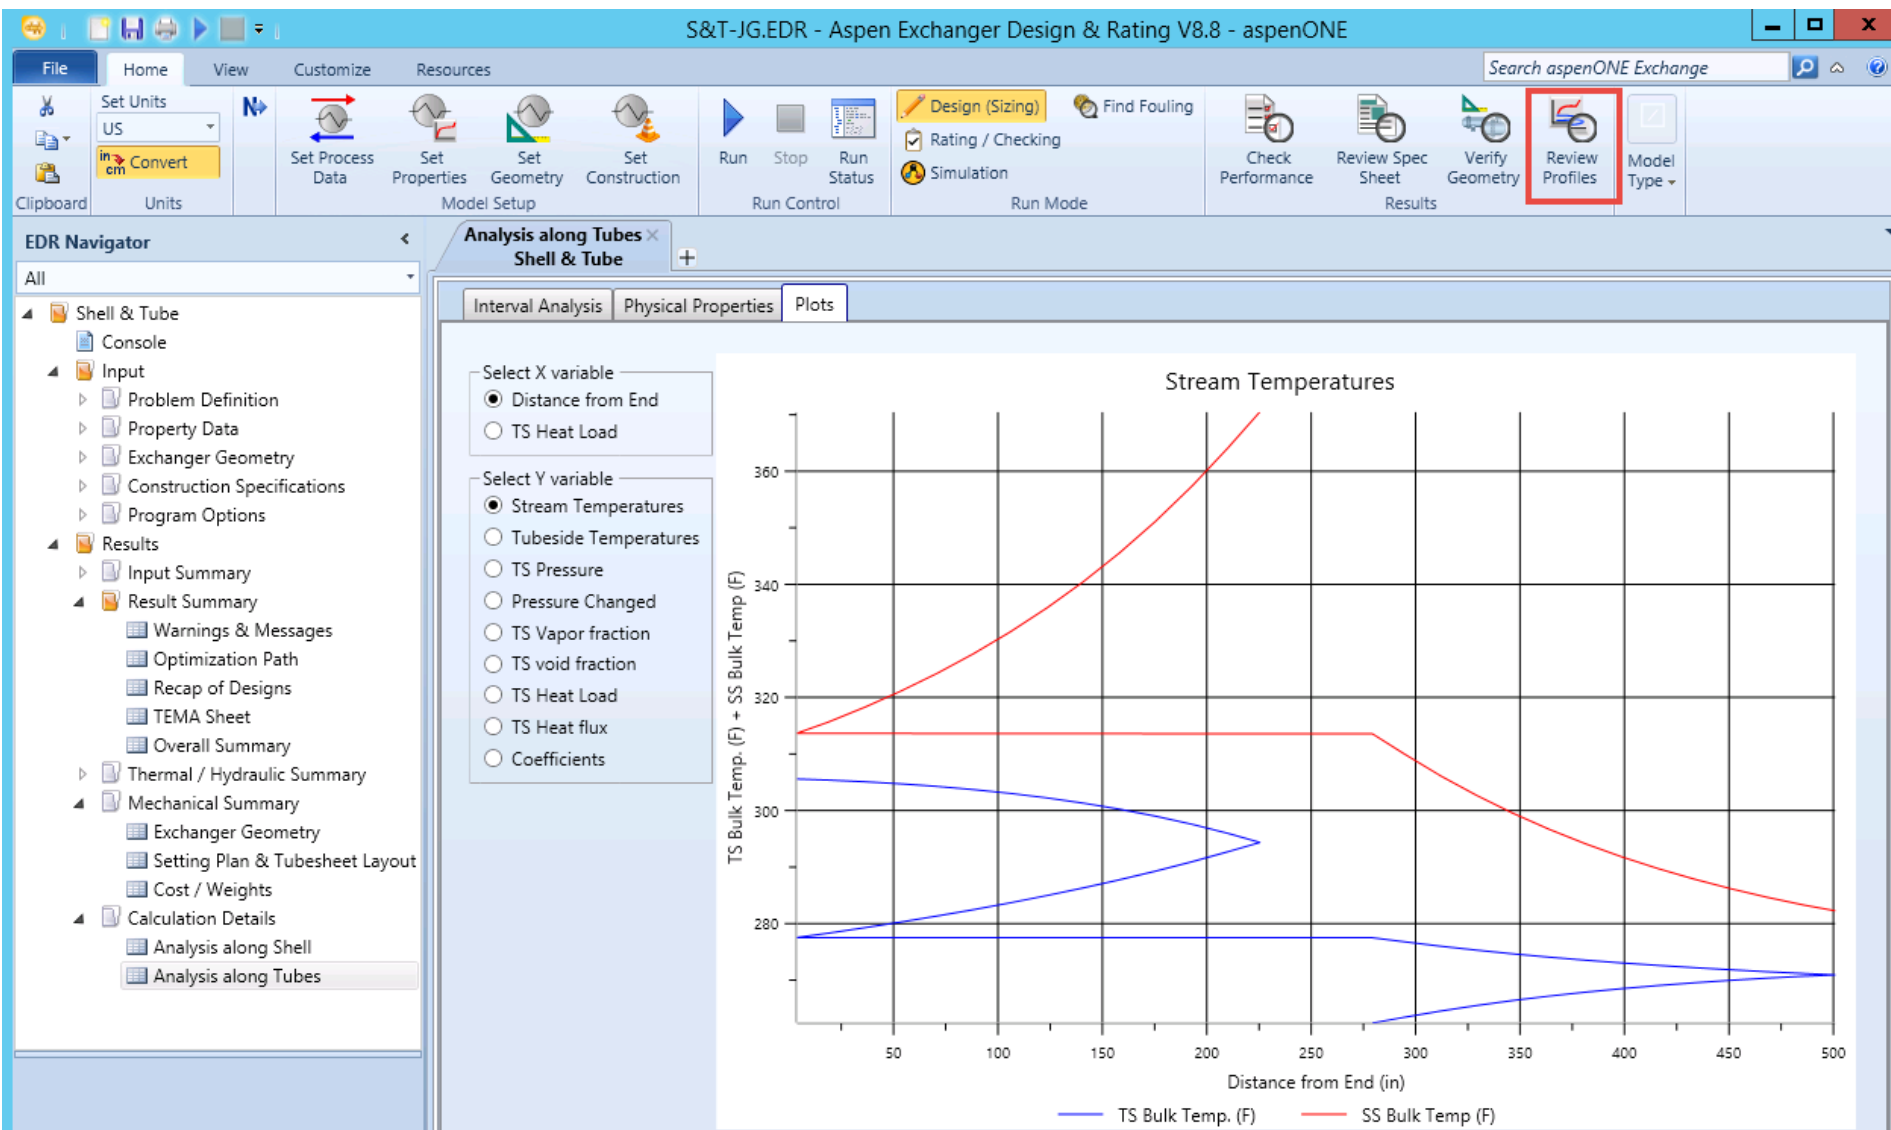 S&T-JG.EDR - Aspen Exchanger Design & Rating V8.8 - aspenONE
File
Home
View
Customize
Resources
Search aspenONE Exchange
Set Units
US
in cm Convert
Clipboard
Units
N
Set Process Data
Set Properties
Set Geometry
Set Construction
Model Setup
Run
Stop
Run Status
Run Control
Design (Sizing)
Find Fouling
Rating / Checking
Simulation
Run Mode
Check Performance
Review Spec Sheet
Verify Geometry
Review Profiles
Results
Model Type
EDR Navigator
All
Shell & Tube
Console
Input
Problem Definition
Property Data
Exchanger Geometry
Construction Specifications
Program Options
Results
Input Summary
Result Summary
Warnings & Messages
Optimization Path
Recap of Designs
TEMA Sheet
Overall Summary
Thermal / Hydraulic Summary
Mechanical Summary
Exchanger Geometry
Setting Plan & Tubesheet Layout
Cost / Weights
Calculation Details
Analysis along Shell
Analysis along Tubes
Analysis along Tubes
Shell & Tube
Interval Analysis
Physical Properties
Plots
Select X variable
Distance from End
TS Heat Load
Select Y variable
Stream Temperatures
Tubeside Temperatures
TS Pressure
Pressure Changed
TS Vapor fraction
TS void fraction
TS Heat Load
TS Heat flux
Coefficients
Stream Temperatures
TS Bulk Temp. (F) + SS Bulk Temp (F)
360
340
320
300
280
50 100 150 200 250 300 350 400 450 500
Distance from End (in)
TS Bulk Temp. (F)
SS Bulk Temp (F)